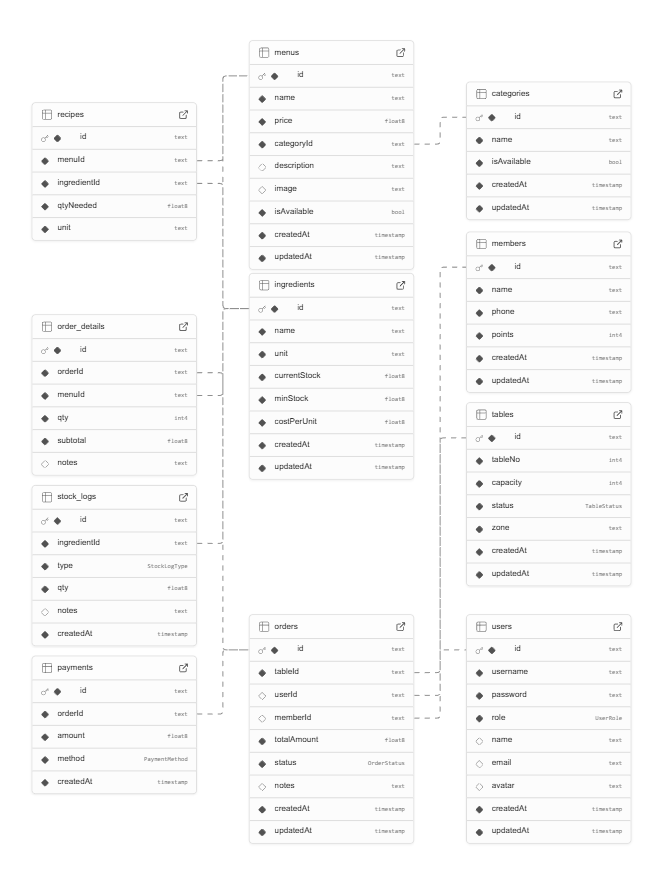 menus
id text
name text
price float8
categoryId text
description text
image text
isAvailable bool
createdAt timestamp
updatedAt timestamp
categories
id text
name text
isAvailable bool
createdAt timestamp
updatedAt timestamp
recipes
id text
menuId text
ingredientId text
qtyNeeded float8
unit text
members
id text
name text
phone text
points int4
createdAt timestamp
updatedAt timestamp
ingredients
id text
name text
unit text
currentStock float8
minStock float8
costPerUnit float8
createdAt timestamp
updatedAt timestamp
order_details
id text
orderId text
menuId text
qty int4
subtotal float8
notes text
tables
id text
tableNo int4
capacity int4
status TableStatus
zone text
createdAt timestamp
updatedAt timestamp
stock_logs
id text
ingredientId text
type StockLogType
qty float8
notes text
createdAt timestamp
orders
id text
tableId text
userId text
memberId text
totalAmount float8
status OrderStatus
notes text
createdAt timestamp
updatedAt timestamp
users
id text
username text
password text
role UserRole
name text
email text
avatar text
createdAt timestamp
updatedAt timestamp
payments
id text
orderId text
amount float8
method PaymentMethod
createdAt timestamp